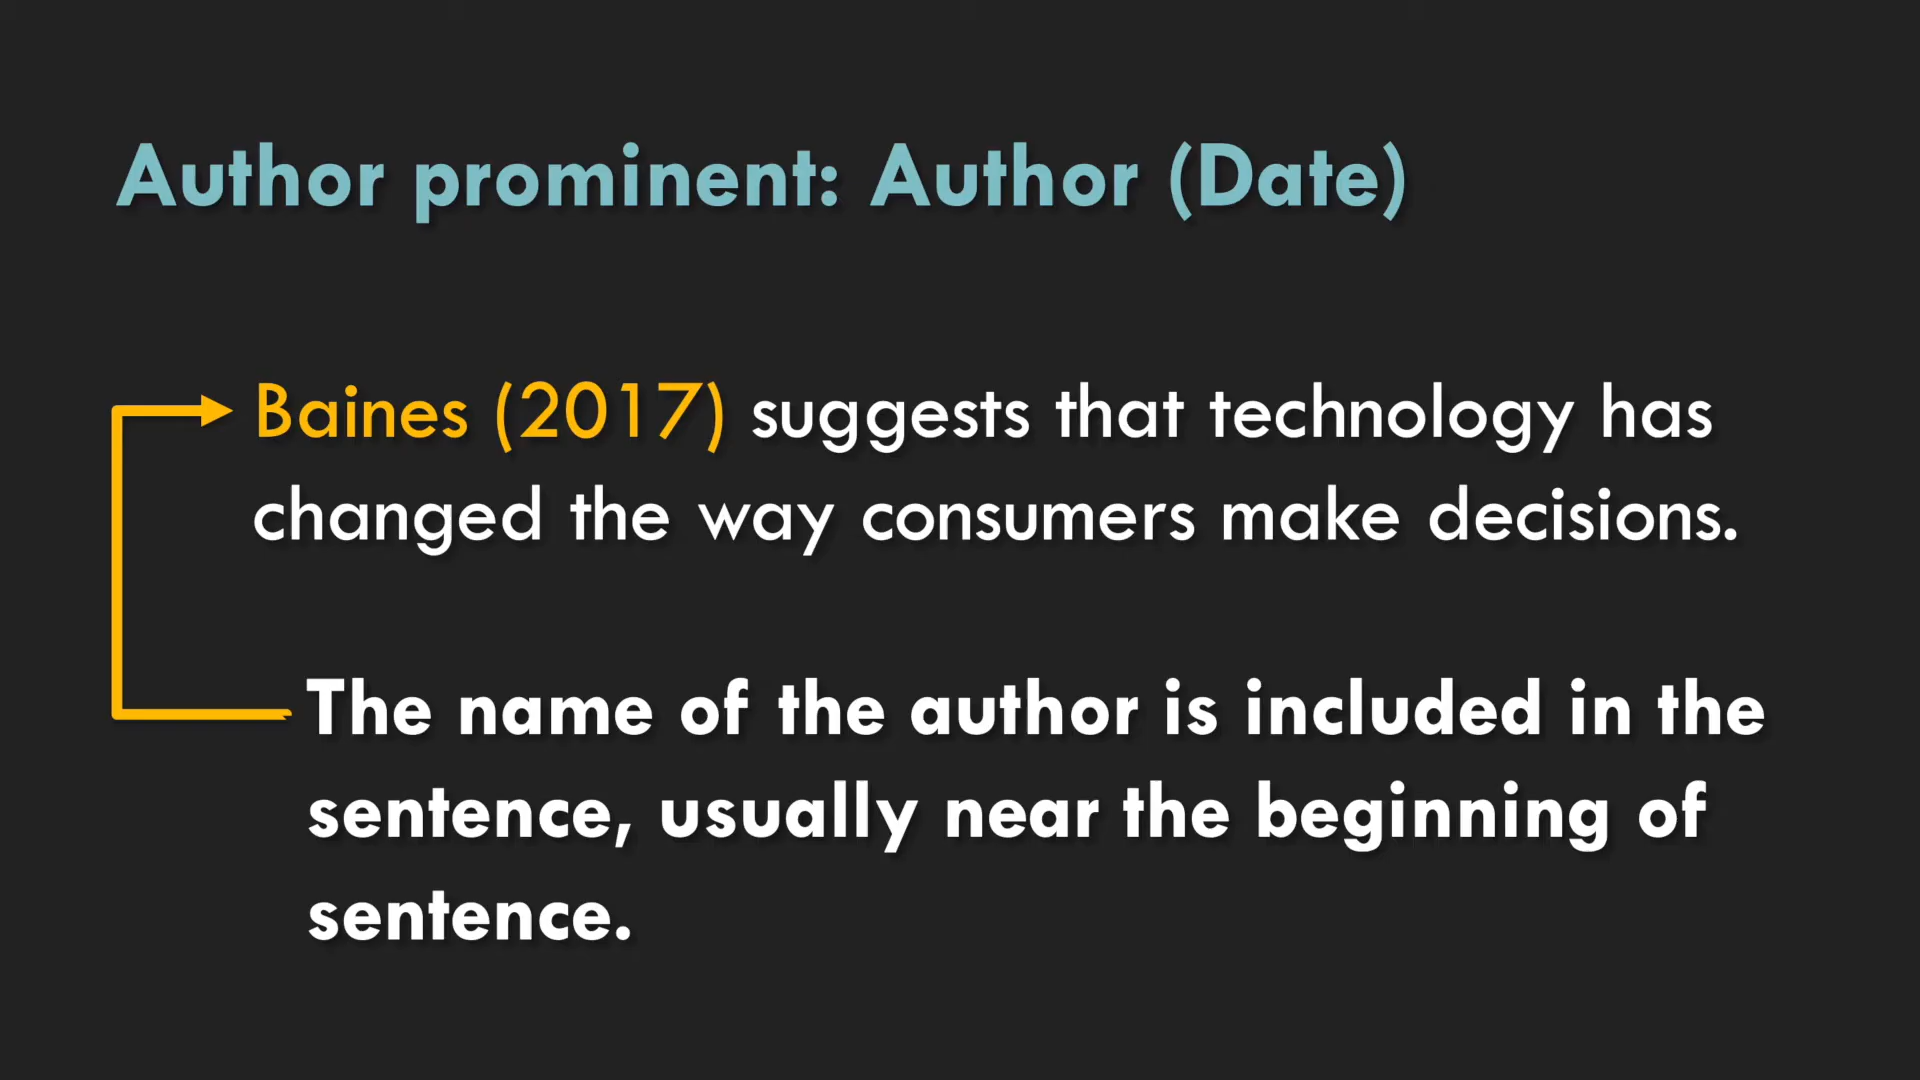 Author prominent: Author (Date)
Baines (2017) suggests that technology has
changed the way consumers make decisions.
The name of the author is included in the
sentence, usually near the beginning of
sentence.